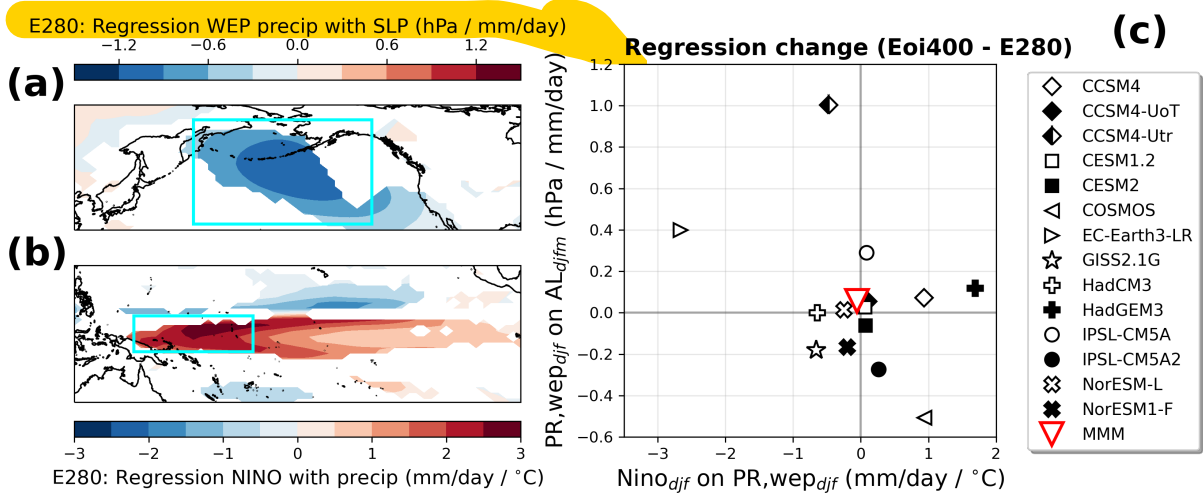 E280: Regression WEP precip with SLP (hPa / mm/day)
−1.2 −0.6 0.0 0.6 1.2
(a)
(b)
−3 −2 −1 0 1 2 3
E280: Regression NINO with precip (mm/day / °C)
(c)
Regression change (Eoi400 - E280)
PR,wep_djf on AL_djfm (hPa / mm/day)
1.2
1.0
0.8
0.6
0.4
0.2
0.0
−0.2
−0.4
−0.6
−3 −2 −1 0 1 2
Nino_djf on PR,wep_djf (mm/day / °C)
CCSM4
CCSM4-UoT
CCSM4-Utr
CESM1.2
CESM2
COSMOS
EC-Earth3-LR
GISS2.1G
HadCM3
HadGEM3
IPSL-CM5A
IPSL-CM5A2
NorESM-L
NorESM1-F
MMM